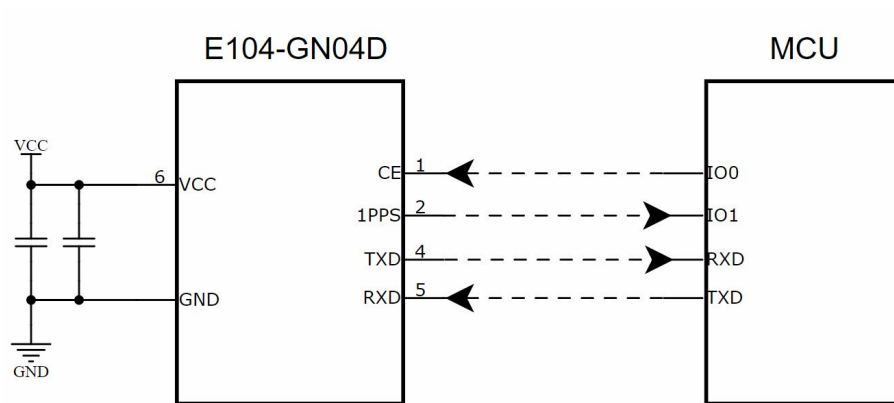 E104-GN04D
MCU
VCC
6
VCC
CE
1
IO0
1PPS
2
IO1
TXD
4
RXD
GND
RXD
5
TXD
GND